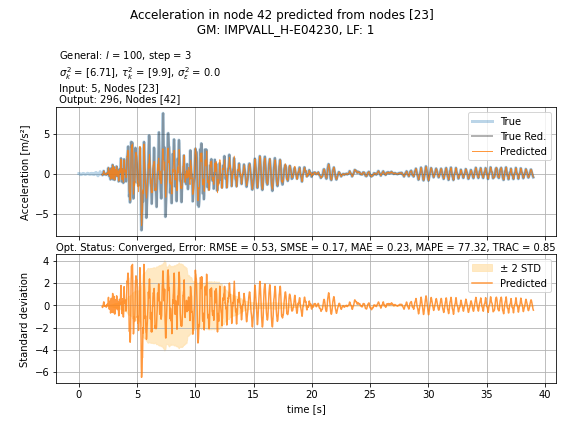 Acceleration in node 42 predicted from nodes [23]
GM: IMPVALL_H-E04230, LF: 1
General: l = 100, step = 3
σ²ₖ = [6.71], τ²ₖ = [9.9], σ²ε = 0.0
Input: 5, Nodes [23]
Output: 296, Nodes [42]
Acceleration [m/s²]
5
0
−5
True
True Red.
Predicted
Opt. Status: Converged, Error: RMSE = 0.53, SMSE = 0.17, MAE = 0.23, MAPE = 77.32, TRAC = 0.85
Standard deviation
4
2
0
−2
−4
−6
± 2 STD
Predicted
0 5 10 15 20 25 30 35 40
time [s]